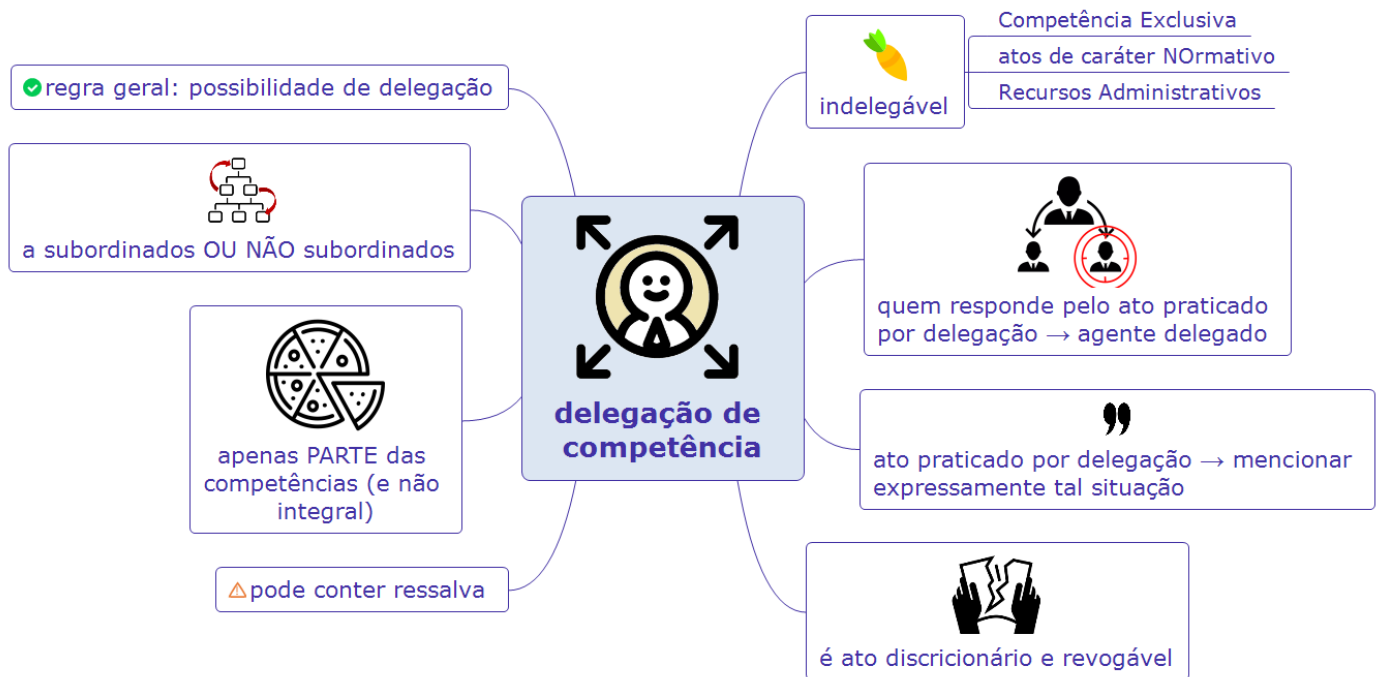 regra geral: possibilidade de delegação
a subordinados OU NÃO subordinados
apenas PARTE das
competências (e não
integral)
pode conter ressalva
delegação de
competência
indelegável
Competência Exclusiva
atos de caráter NOrmativo
Recursos Administrativos
quem responde pelo ato praticado
por delegação → agente delegado
ato praticado por delegação → mencionar
expressamente tal situação
é ato discricionário e revogável